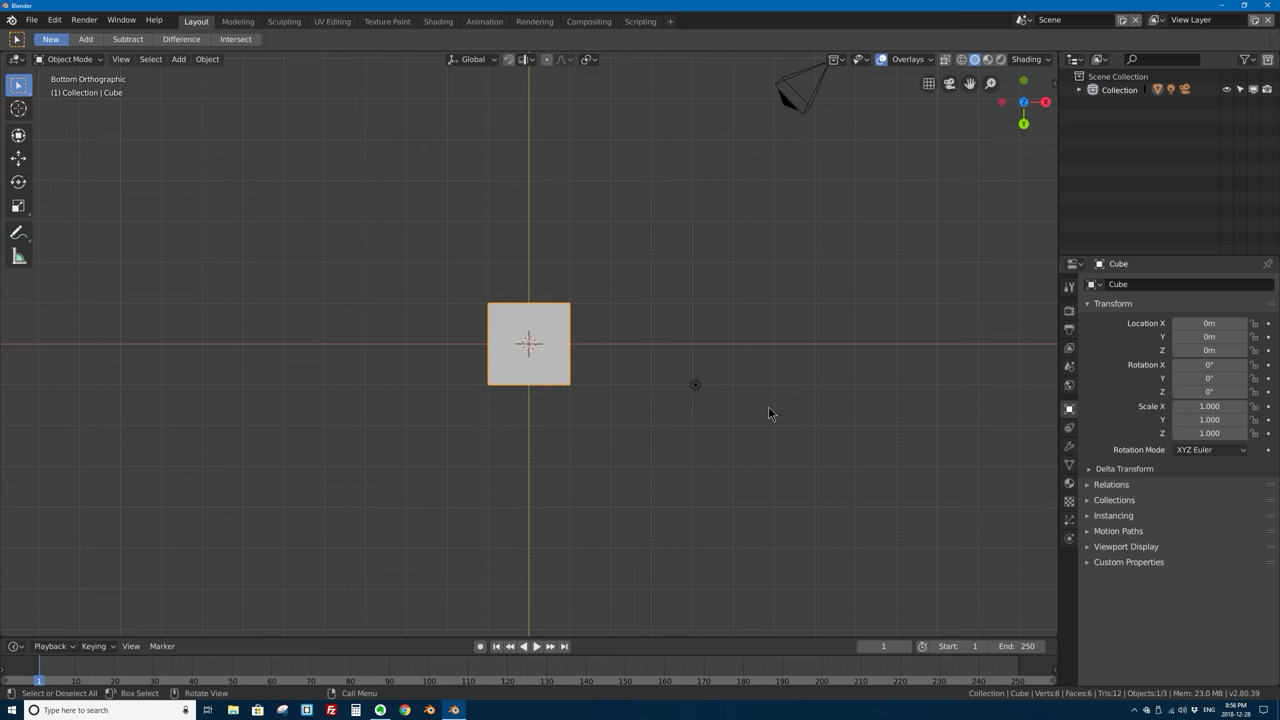 Blender
File Edit Render Window Help Layout Modeling Sculpting UV Editing Texture Paint Shading Animation Rendering Compositing Scripting + Scene View Layer
New Add Subtract Difference Intersect
Object Mode View Select Add Object Global Overlays Shading
Bottom Orthographic
(1) Collection | Cube
Z X
Y
Scene Collection
Collection
Cube
Cube
Transform
Location X 0m
Y 0m
Z 0m
Rotation X 0°
Y 0°
Z 0°
Scale X 1.000
Y 1.000
Z 1.000
Rotation Mode XYZ Euler
Delta Transform
Relations
Collections
Instancing
Motion Paths
Viewport Display
Custom Properties
Playback Keying View Marker 1 Start: 1 End: 250
1 10 20 30 40 50 60 70 80 90 100 110 120 130 140 150 160 170 180 190 200 210 220 230 240 250
Select or Deselect All Box Select Rotate View Call Menu Collection | Cube | Verts:8 | Faces:6 | Tris:12 | Objects:1/3 | Mem: 23.0 MB | v2.80.39
Type here to search ENG 8:56 PM
2018-12-28